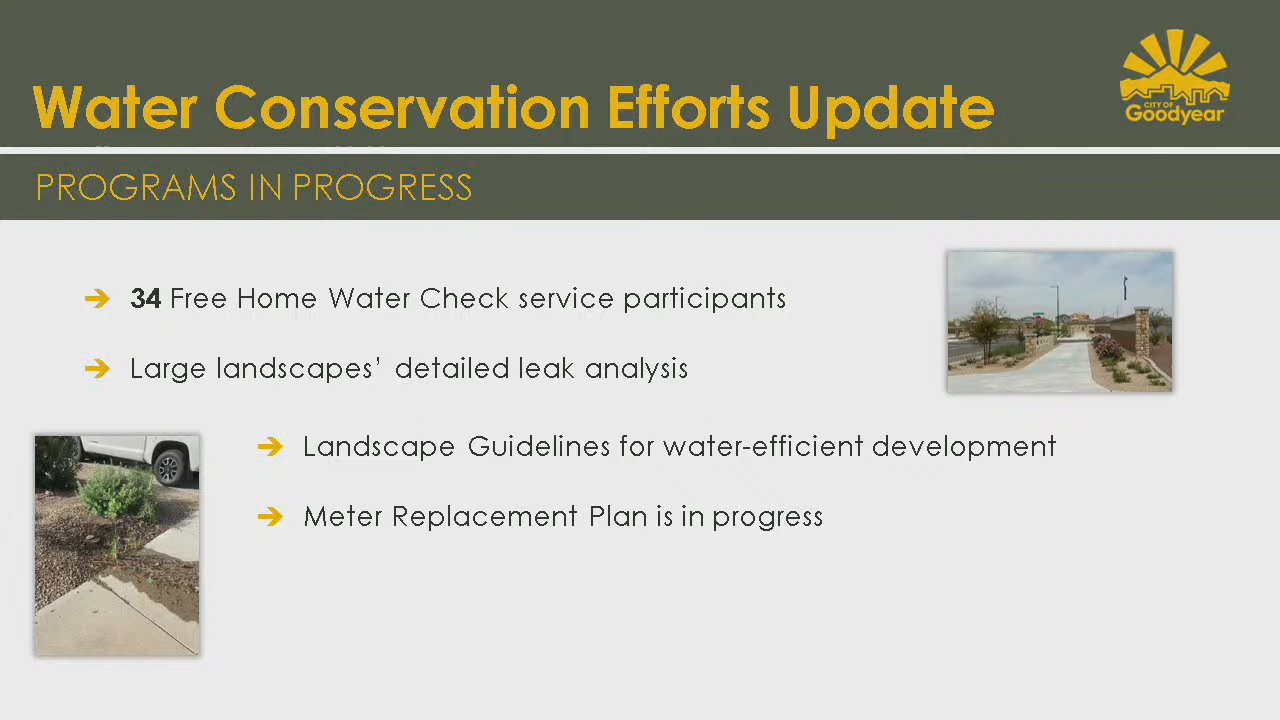 Water Conservation Efforts Update
CITY OF
Goodyear
PROGRAMS IN PROGRESS
34 Free Home Water Check service participants
Large landscapes’ detailed leak analysis
Landscape Guidelines for water-efficient development
Meter Replacement Plan is in progress